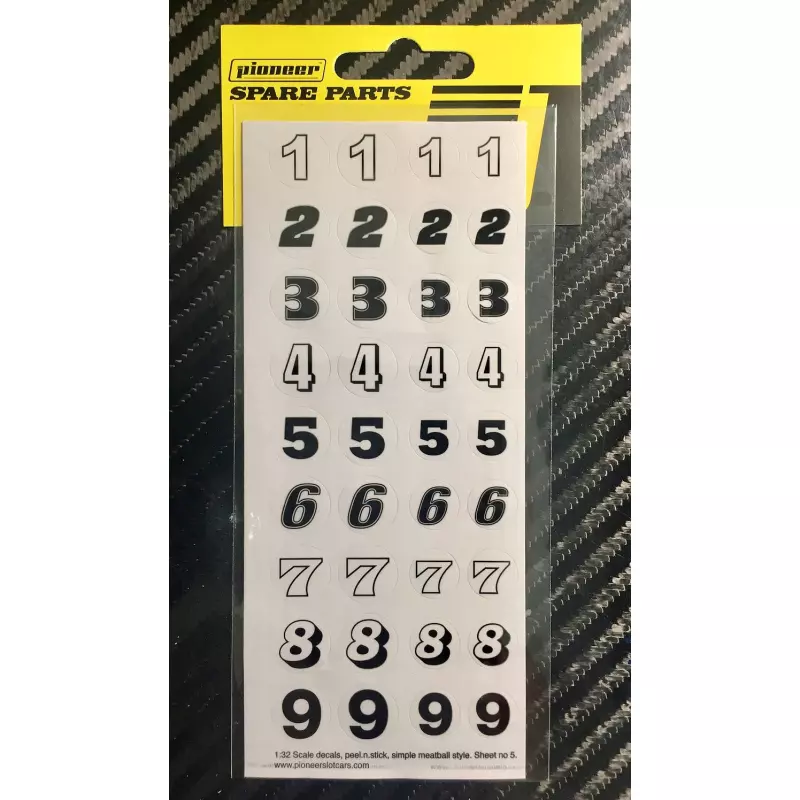 pioneer
SPARE PARTS
1 1 1 1
2 2 2 2
3 3 3 3
4 4 4 4
5 5 5 5
6 6 6 6
7 7 7 7
8 8 8 8
9 9 9 9
1:32 Scale decals, peel.n.stick, simple meatball style. Sheet no 5.
www.pioneerslotcars.com